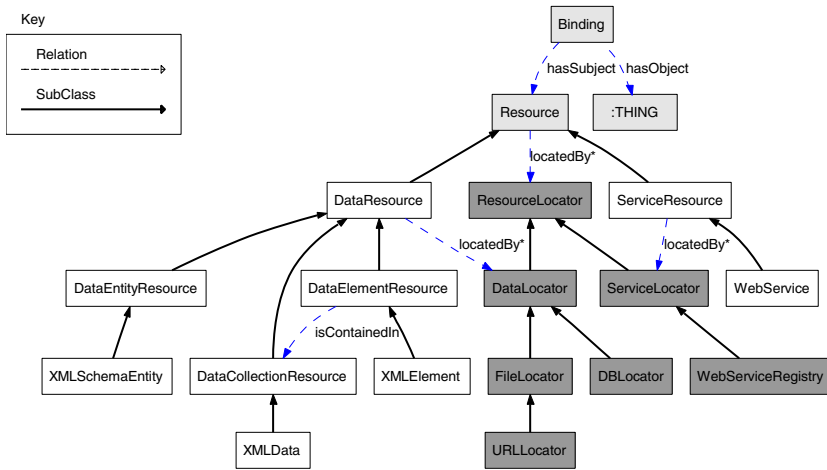 Key
Relation
SubClass
Binding
hasSubject
hasObject
Resource
:THING
locatedBy*
DataResource
ResourceLocator
ServiceResource
locatedBy*
locatedBy*
DataEntityResource
DataElementResource
DataLocator
ServiceLocator
WebService
isContainedIn
XMLSchemaEntity
DataCollectionResource
XMLElement
FileLocator
DBLocator
WebServiceRegistry
XMLData
URLLocator